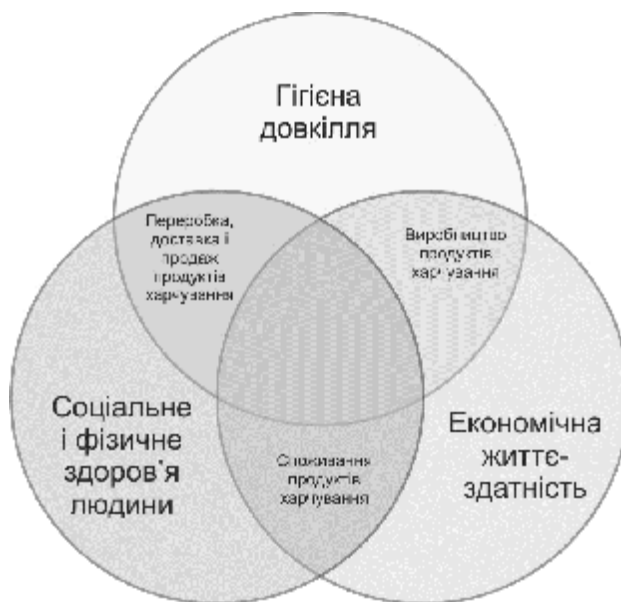 Гігієна
довкілля
Переробка,
доставка і
продаж
продуктів
харчування
Виробництво
продуктів
харчування
Соціальне
і фізичне
здоров'я
людини
Економічна
життє-
здатність
Споживання
продуктів
харчування